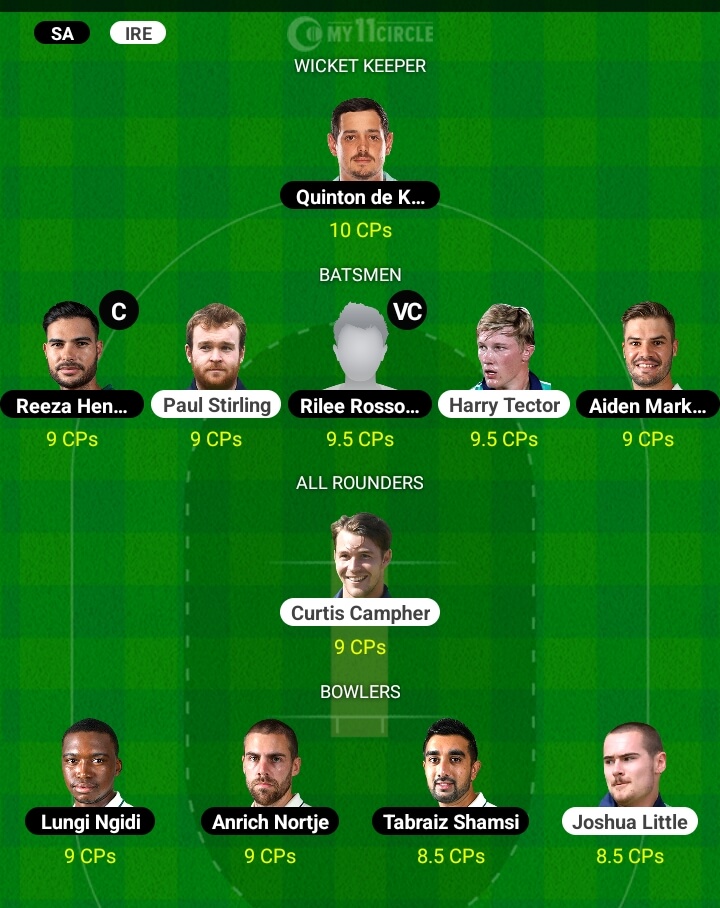 SA
IRE
MY11CIRCLE
WICKET KEEPER
Quinton de K...
10 CPs
BATSMEN
C
VC
Reeza Hen...
Paul Stirling
Rilee Rosso...
Harry Tector
Aiden Mark...
9 CPs
9 CPs
9.5 CPs
9.5 CPs
9 CPs
ALL ROUNDERS
Curtis Campher
9 CPs
BOWLERS
Lungi Ngidi
Anrich Nortje
Tabraiz Shamsi
Joshua Little
9 CPs
9 CPs
8.5 CPs
8.5 CPs